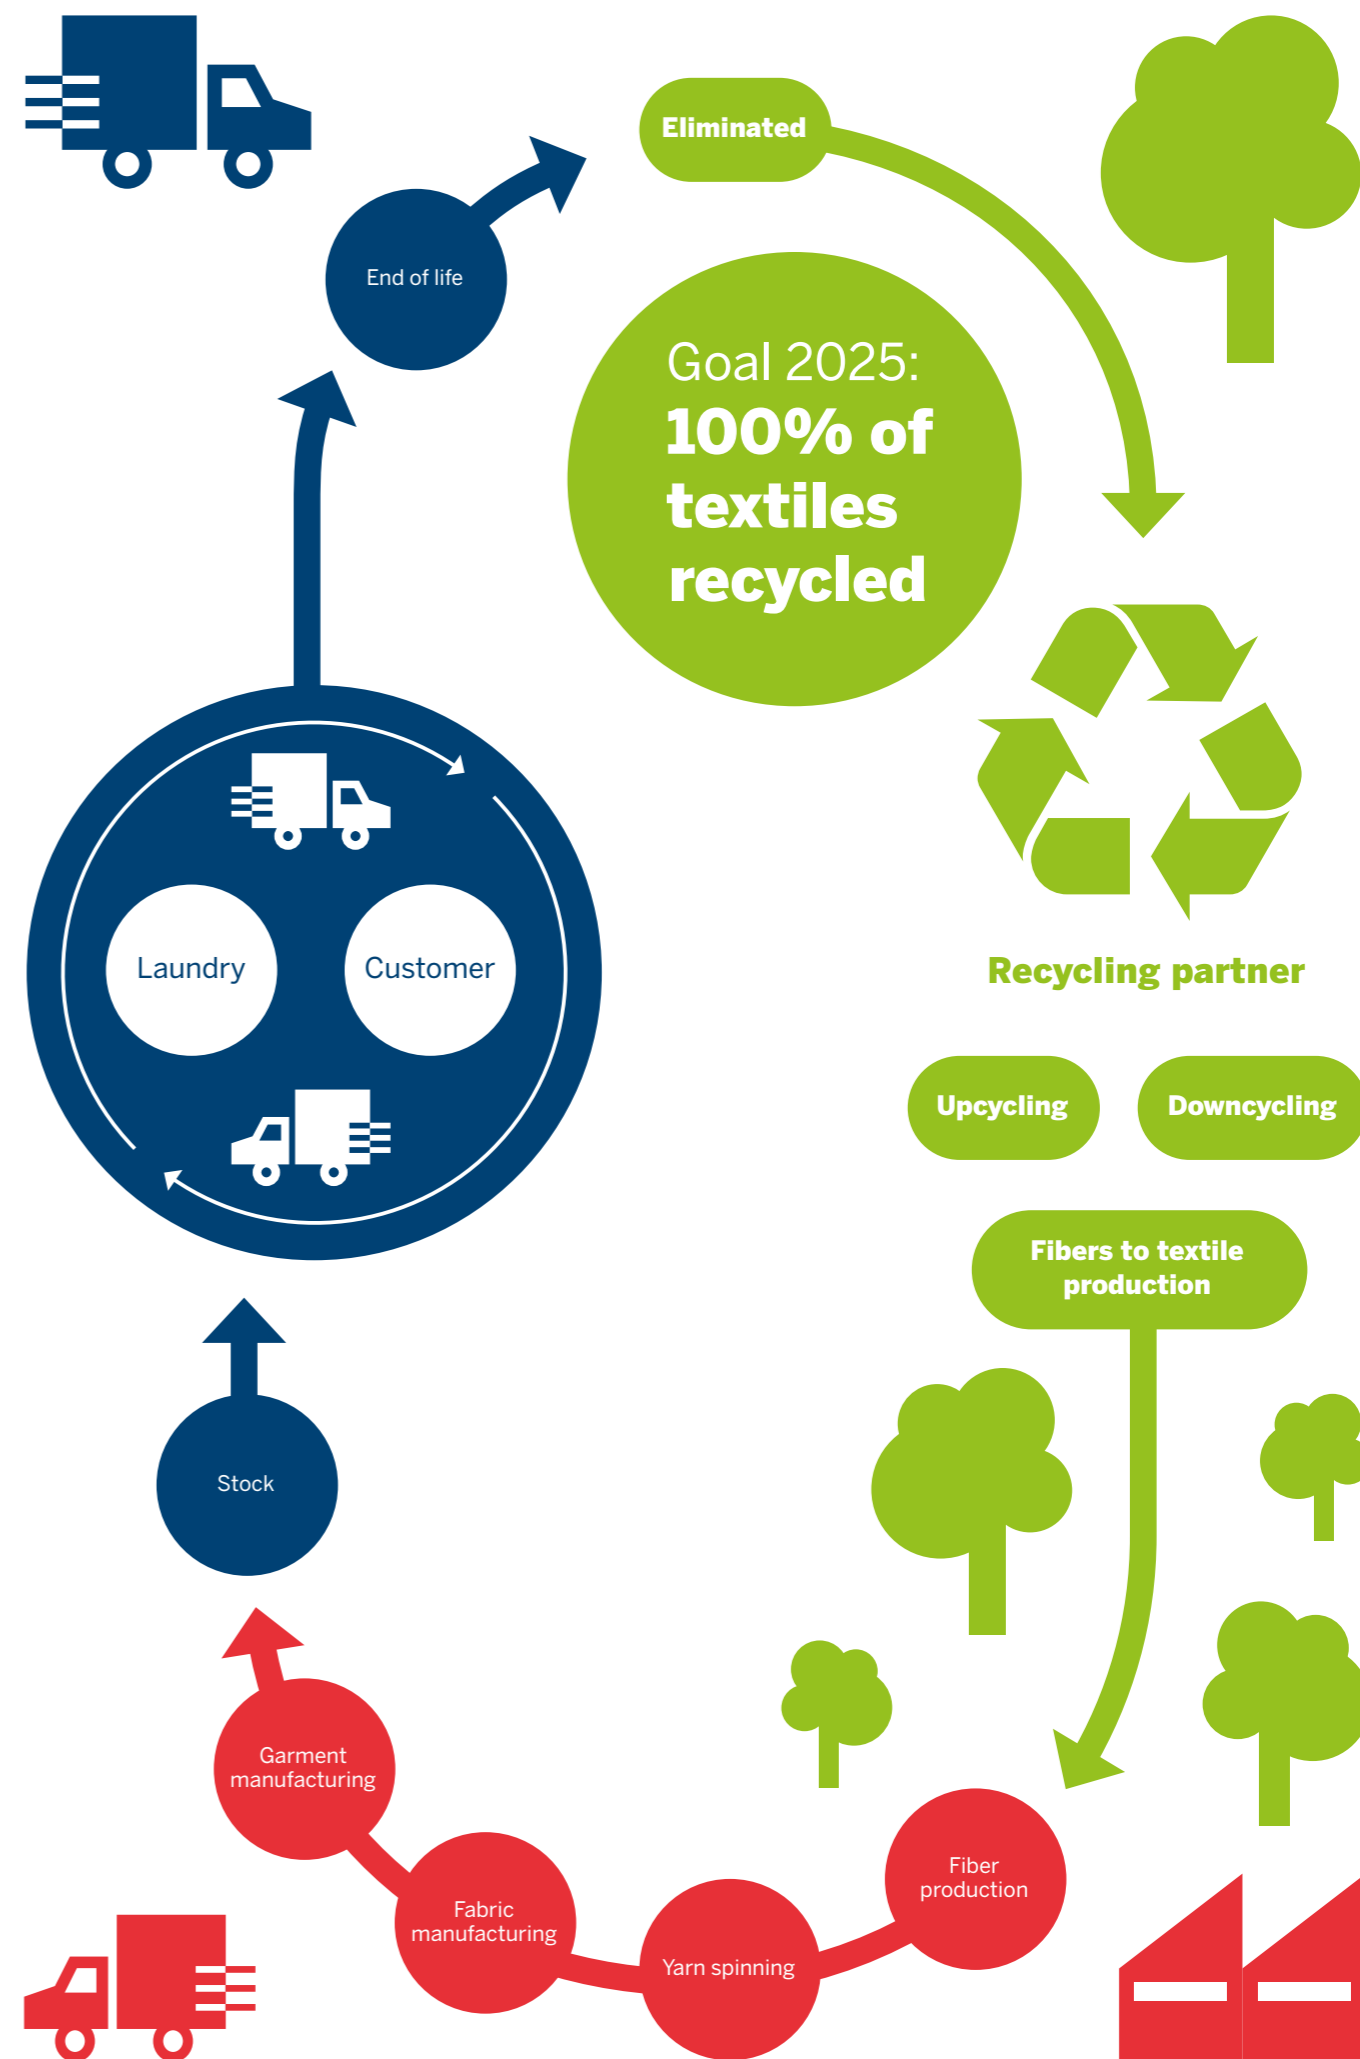 Eliminated
End of life
Goal 2025:
100% of
textiles
recycled
Laundry
Customer
Recycling partner
Upcycling
Downcycling
Fibers to textile
production
Stock
Garment
manufacturing
Fabric
manufacturing
Yarn spinning
Fiber
production